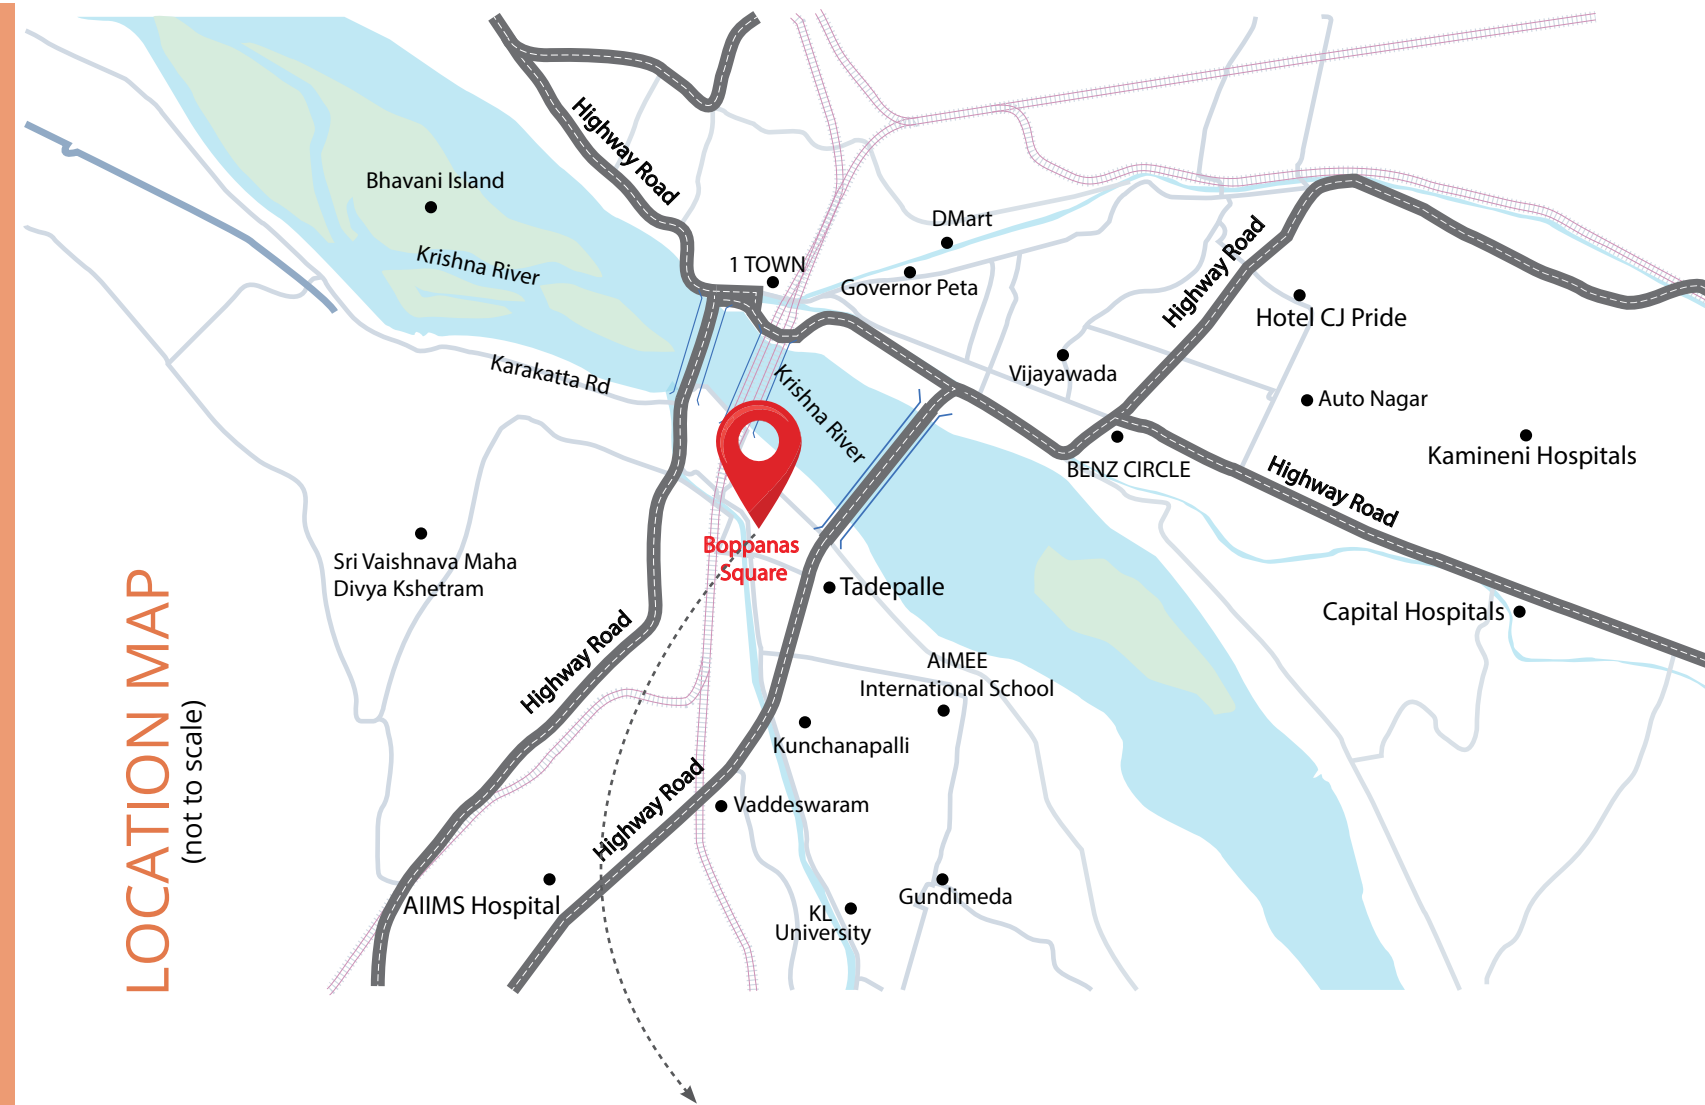 LOCATION MAP
(not to scale)
Highway Road
Bhavani Island
Krishna River
DMart
1 TOWN
Governor Peta
Highway Road
Hotel CJ Pride
Karakatta Rd
Krishna River
Vijayawada
Auto Nagar
BENZ CIRCLE
Kamineni Hospitals
Highway Road
Sri Vaishnava Maha
Divya Kshetram
Boppanas
Square
Tadepalle
Capital Hospitals
Highway Road
AIMEE
International School
Kunchanapalli
Highway Road
Vaddeswaram
AIIMS Hospital
KL
University
Gundimeda